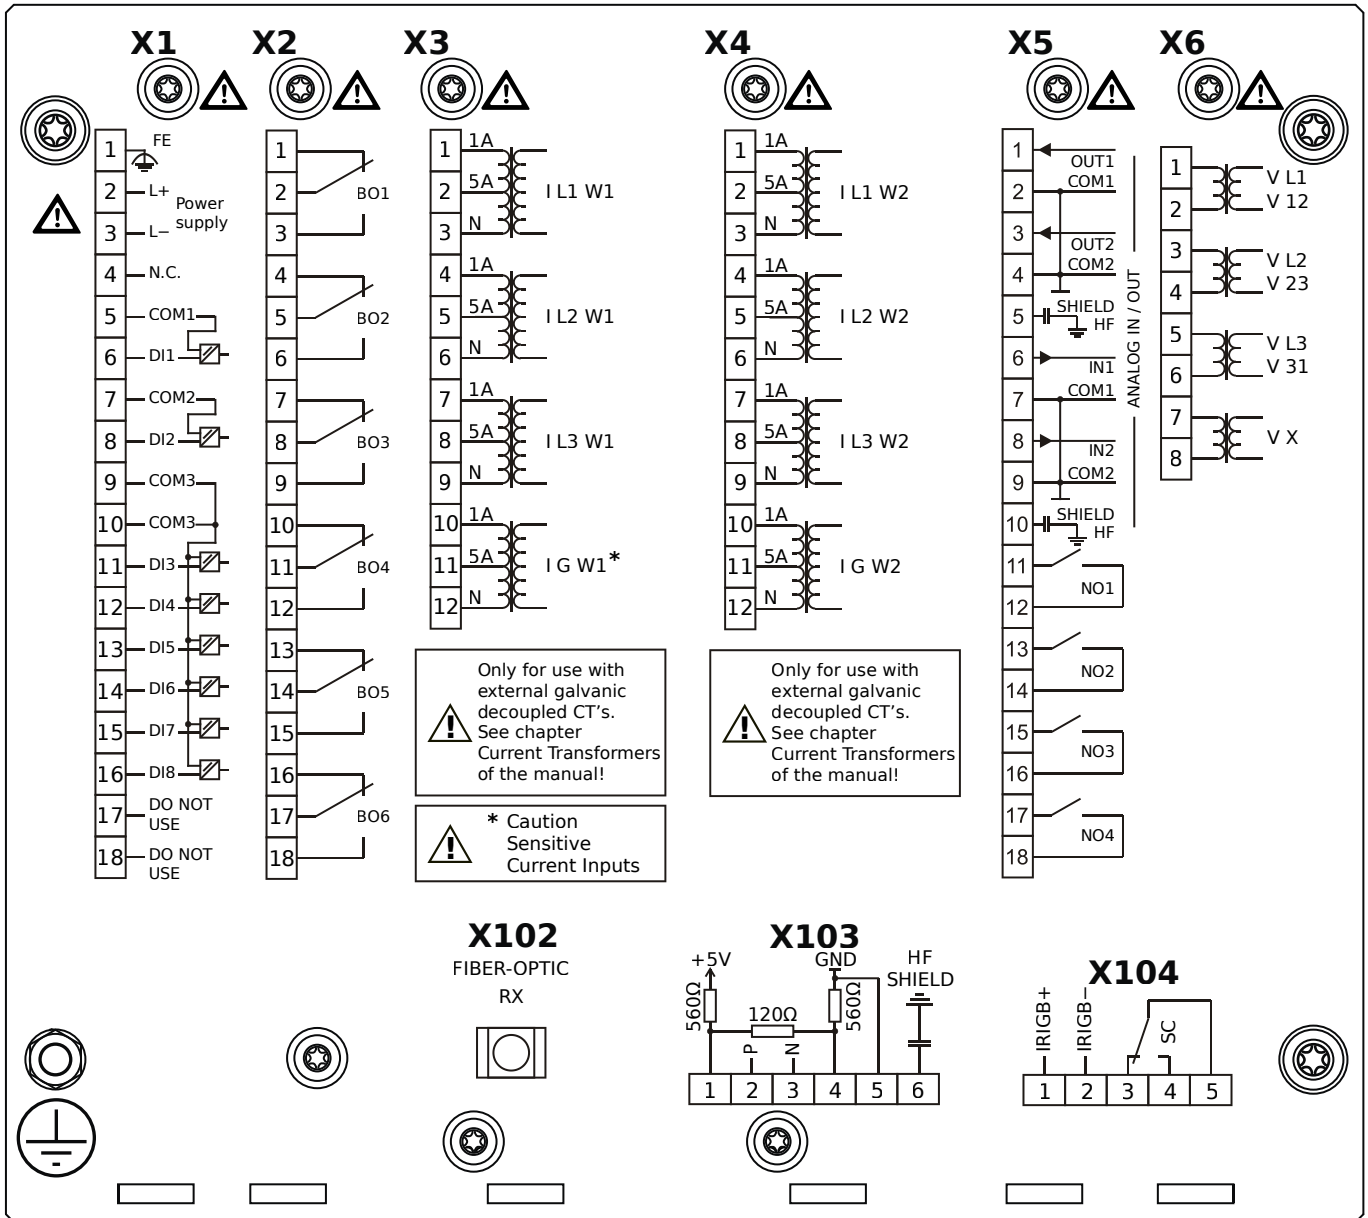 X1
X2
X3
X4
X5
X6
1 FE
2 L+
Power
supply
3 L−
4 N.C.
5 COM1
6 DI1
7 COM2
8 DI2
9 COM3
10 COM3
11 DI3
12 DI4
13 DI5
14 DI6
15 DI7
16 DI8
17 DO NOT
USE
18 DO NOT
USE
1
2 BO1
3
4
5 BO2
6
7
8 BO3
9
10
11 BO4
12
13
14 BO5
15
16
17 BO6
18
1 1A
2 5A I L1 W1
3 N
4 1A
5 5A I L2 W1
6 N
7 1A
8 5A I L3 W1
9 N
10 1A
11 5A I G W1*
12 N
Only for use with
external galvanic
decoupled CT's.
See chapter
Current Transformers
of the manual!
* Caution
Sensitive
Current Inputs
1 1A
2 5A I L1 W2
3 N
4 1A
5 5A I L2 W2
6 N
7 1A
8 5A I L3 W2
9 N
10 1A
11 5A I G W2
12 N
Only for use with
external galvanic
decoupled CT's.
See chapter
Current Transformers
of the manual!
1 OUT1
2 COM1
3 OUT2
4 COM2
5 SHIELD
HF
6 IN1
7 COM1
8 IN2
9 COM2
10 SHIELD
HF
ANALOG IN / OUT
11
NO1
12
13
NO2
14
15
NO3
16
17
NO4
18
1 V L1
2 V 12
3 V L2
4 V 23
5 V L3
6 V 31
7
V X
8
X102
FIBER-OPTIC
RX
X103
+5V GND HF
SHIELD
560Ω 120Ω 560Ω
P N
1 2 3 4 5 6
X104
IRIGB+ IRIGB− SC
1 2 3 4 5